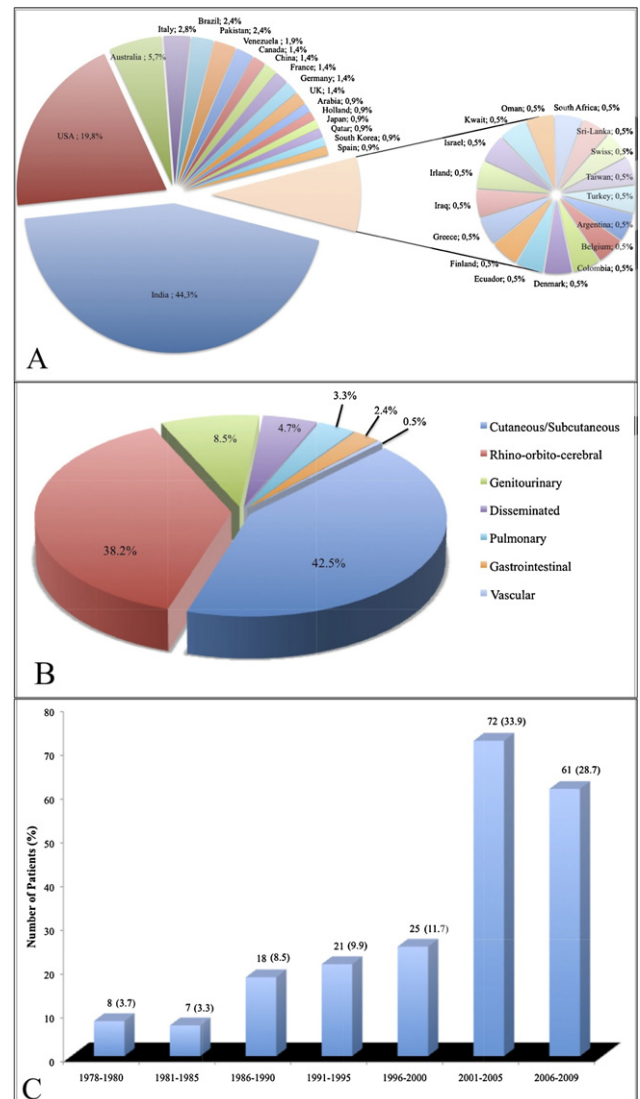 Brazil; 2,4%
Italy; 2,8%
Pakistan; 2,4%
Venezuela ; 1,9%
Australia ; 5,7%
Canada; 1,4%
China; 1,4%
France; 1,4%
Germany; 1,4%
UK; 1,4%
Arabia; 0,9%
Holland; 0,9%
Japan; 0,9%
Qatar; 0,9%
South Korea; 0,9%
Spain; 0,9%
USA ; 19,8%
India ; 44,3%
Oman; 0,5%
South Africa; 0,5%
Kwait; 0,5%
Sri-Lanka; 0,5%
Israel; 0,5%
Swiss; 0,5%
Irland; 0,5%
Taiwan; 0,5%
Turkey; 0,5%
Iraq; 0,5%
Argentina; 0,5%
Greece; 0,5%
Belgium; 0,5%
Finland; 0,5%
Colombia; 0,5%
Ecuador; 0,5%
Denmark; 0,5%
A
3.3%
4.7%
2.4%
8.5%
0.5%
38.2%
42.5%
Cutaneous/Subcutaneous
Rhino-orbito-cerebral
Genitourinary
Disseminated
Pulmonary
Gastrointestinal
Vascular
B
Number of Patients (%)
80
70
60
50
40
30
20
10
0
8 (3.7)
7 (3.3)
18 (8.5)
21 (9.9)
25 (11.7)
72 (33.9)
61 (28.7)
1978-1980
1981-1985
1986-1990
1991-1995
1996-2000
2001-2005
2006-2009
C